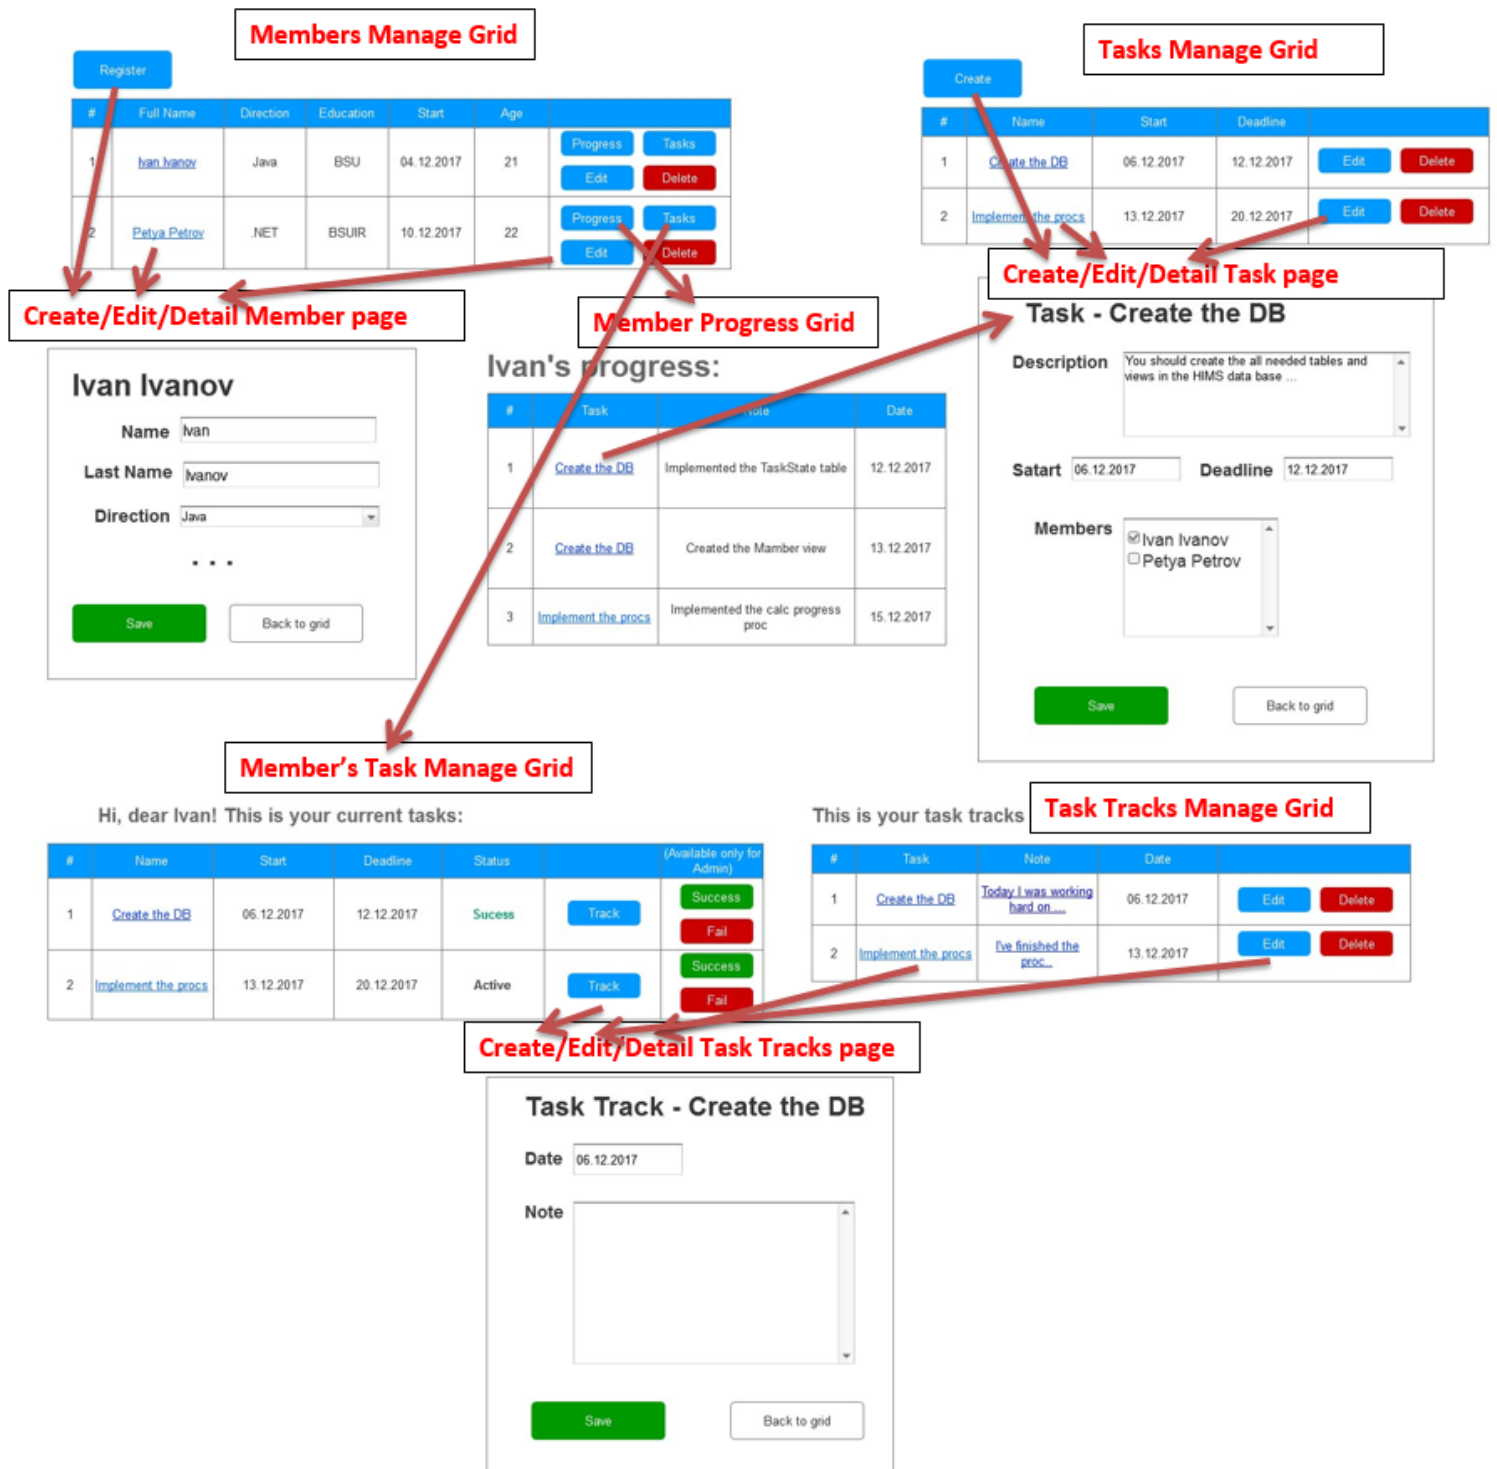 Members Manage Grid
Register
# Full Name Direction Education Start Age
1 Ivan Ivanov Java BSU 04.12.2017 21 Progress Tasks
Edit Delete
2 Petya Petrov .NET BSUIR 10.12.2017 22 Progress Tasks
Edit Delete
Tasks Manage Grid
Create
# Name Start Deadline
1 Create the DB 06.12.2017 12.12.2017 Edit Delete
2 Implement the procs 13.12.2017 20.12.2017 Edit Delete
Create/Edit/Detail Member page
Ivan Ivanov
Name Ivan
Last Name Ivanov
Direction Java
...
Save Back to grid
Member Progress Grid
Ivan's progress:
# Task Note Date
1 Create the DB Implemented the TaskState table 12.12.2017
2 Create the DB Created the Mamber view 13.12.2017
3 Implement the procs Implemented the calc progress proc 15.12.2017
Create/Edit/Detail Task page
Task - Create the DB
Description You should create the all needed tables and
views in the HIMS data base ...
Satart 06.12.2017 Deadline 12.12.2017
Members Ivan Ivanov
Petya Petrov
Save Back to grid
Member's Task Manage Grid
Hi, dear Ivan! This is your current tasks:
# Name Start Deadline Status (Available only for Admin)
1 Create the DB 06.12.2017 12.12.2017 Sucess Track Success
Fail
2 Implement the procs 13.12.2017 20.12.2017 Active Track Success
Fail
This is your task tracks
Task Tracks Manage Grid
# Task Note Date
1 Create the DB Today I was working hard on .... 06.12.2017 Edit Delete
2 Implement the procs I've finished the proc... 13.12.2017 Edit Delete
Create/Edit/Detail Task Tracks page
Task Track - Create the DB
Date 06.12.2017
Note
Save Back to grid